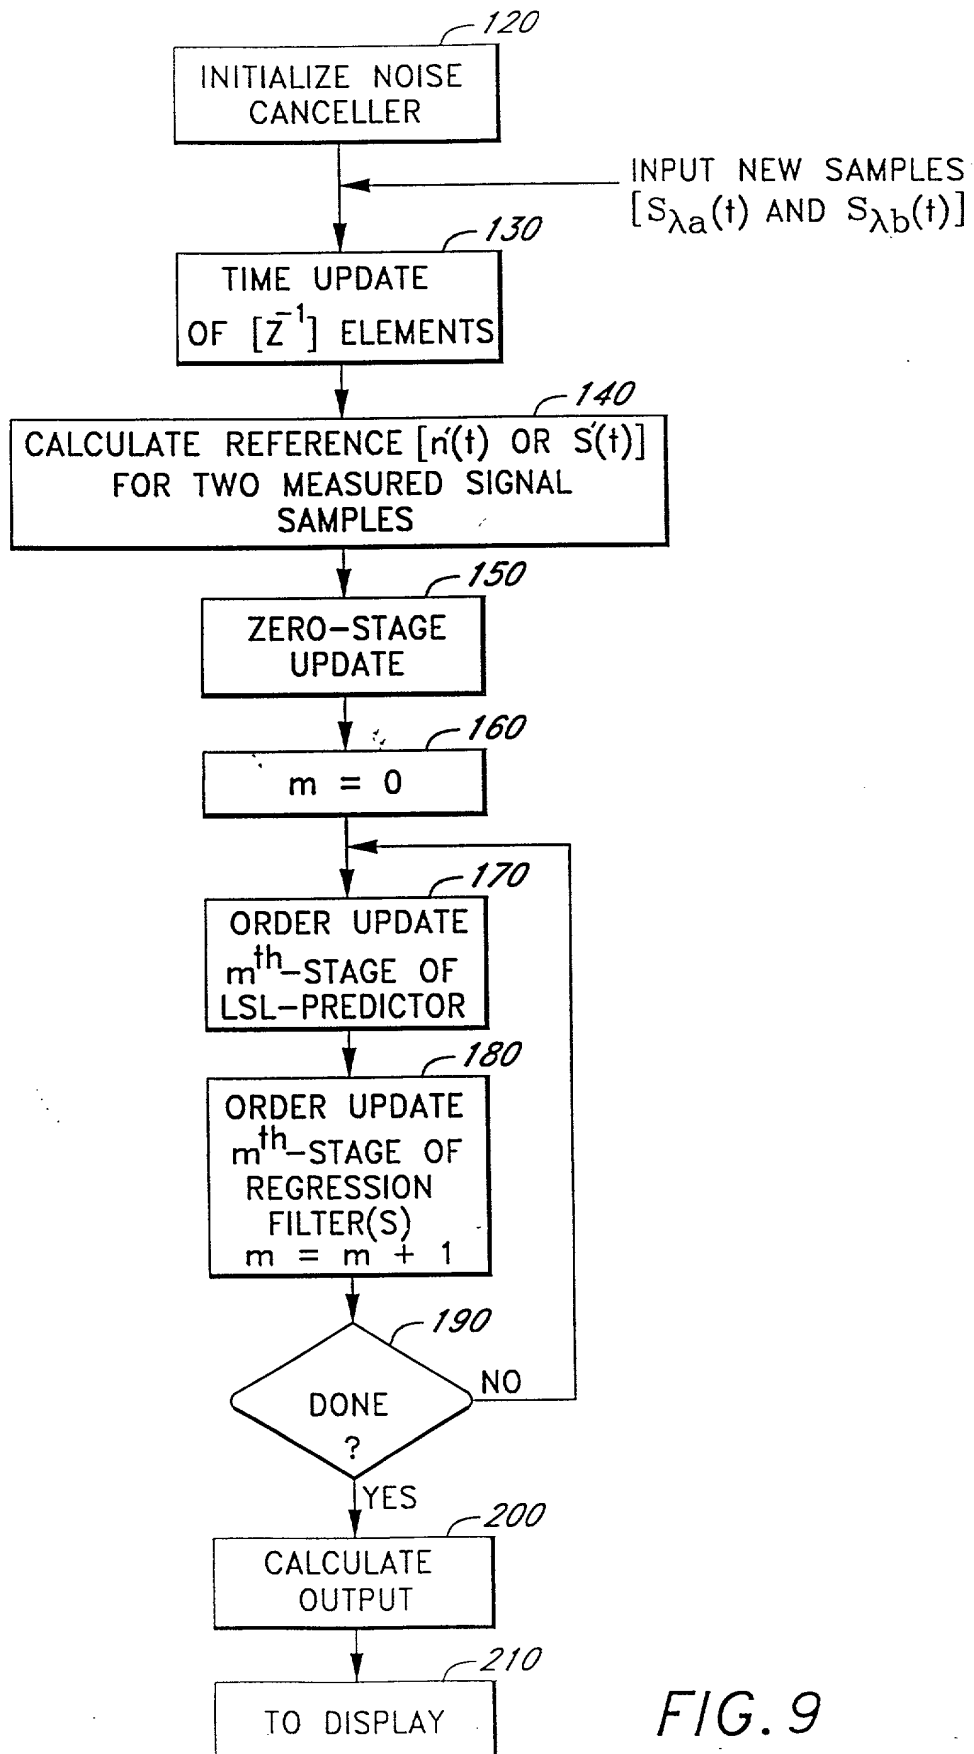 120
INITIALIZE NOISE
CANCELLER
INPUT NEW SAMPLES
[Sλa(t) AND Sλb(t)]
130
TIME UPDATE
OF [Z⁻¹] ELEMENTS
140
CALCULATE REFERENCE [n'(t) OR S'(t)]
FOR TWO MEASURED SIGNAL
SAMPLES
150
ZERO-STAGE
UPDATE
160
m = 0
170
ORDER UPDATE
mth-STAGE OF
LSL-PREDICTOR
180
ORDER UPDATE
mth-STAGE OF
REGRESSION
FILTER(S)
m = m + 1
190
DONE
?
NO
YES
200
CALCULATE
OUTPUT
210
TO DISPLAY
FIG. 9